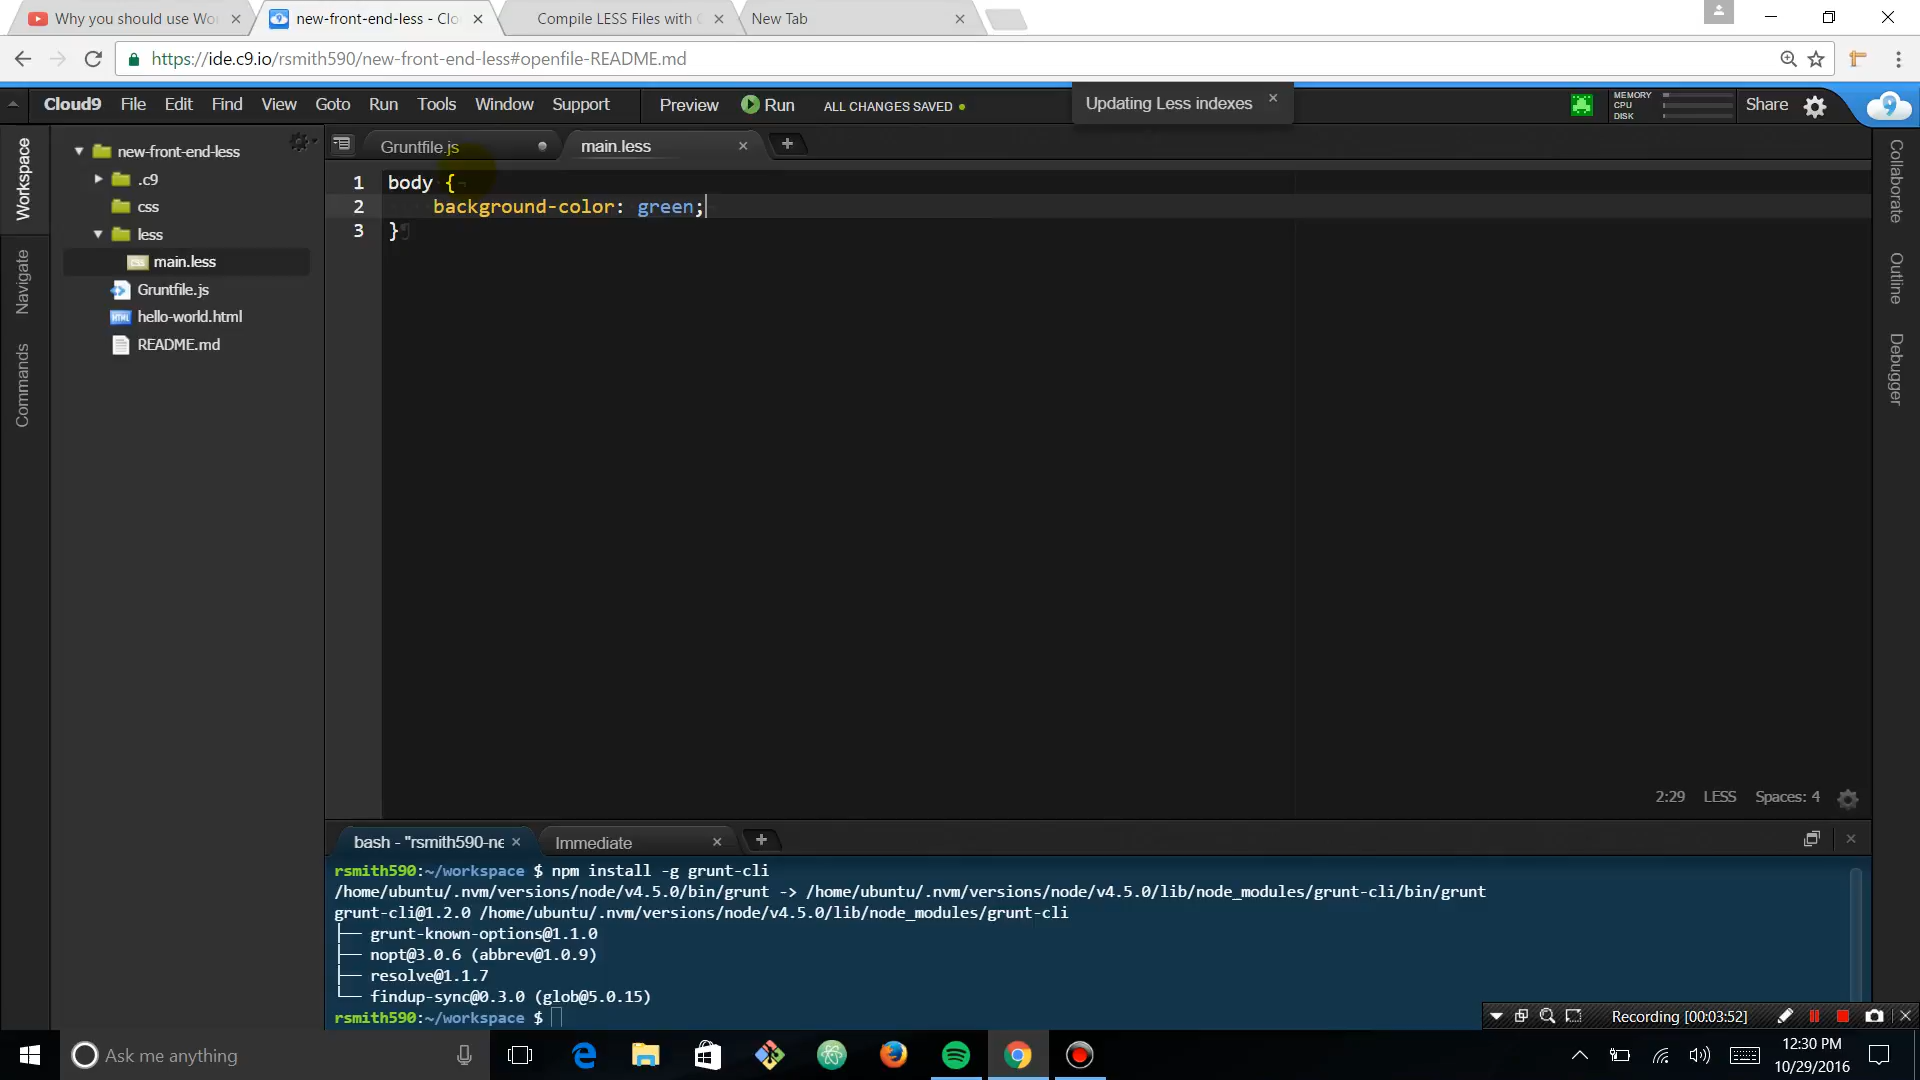 Why you should use Wo
new-front-end-less - Clo
Compile LESS Files with
New Tab
https://ide.c9.io/rsmith590/new-front-end-less#openfile-README.md
Cloud9 File Edit Find View Goto Run Tools Window Support Preview Run ALL CHANGES SAVED
Updating Less indexes
MEMORY
CPU
DISK
Share
Workspace
Navigate
Commands
new-front-end-less
.c9
css
less
main.less
Gruntfile.js
hello-world.html
README.md
Gruntfile.js
main.less
1 body {
2 background-color: green;
3 }
Collaborate
Outline
Debugger
2:29 LESS Spaces: 4
bash - "rsmith590-ne
Immediate
rsmith590:~/workspace $ npm install -g grunt-cli
/home/ubuntu/.nvm/versions/node/v4.5.0/bin/grunt -> /home/ubuntu/.nvm/versions/node/v4.5.0/lib/node_modules/grunt-cli/bin/grunt
grunt-cli@1.2.0 /home/ubuntu/.nvm/versions/node/v4.5.0/lib/node_modules/grunt-cli
├── grunt-known-options@1.1.0
├── nopt@3.0.6 (abbrev@1.0.9)
├── resolve@1.1.7
└── findup-sync@0.3.0 (glob@5.0.15)
rsmith590:~/workspace $
Recording [00:03:52]
Ask me anything
12:30 PM
10/29/2016